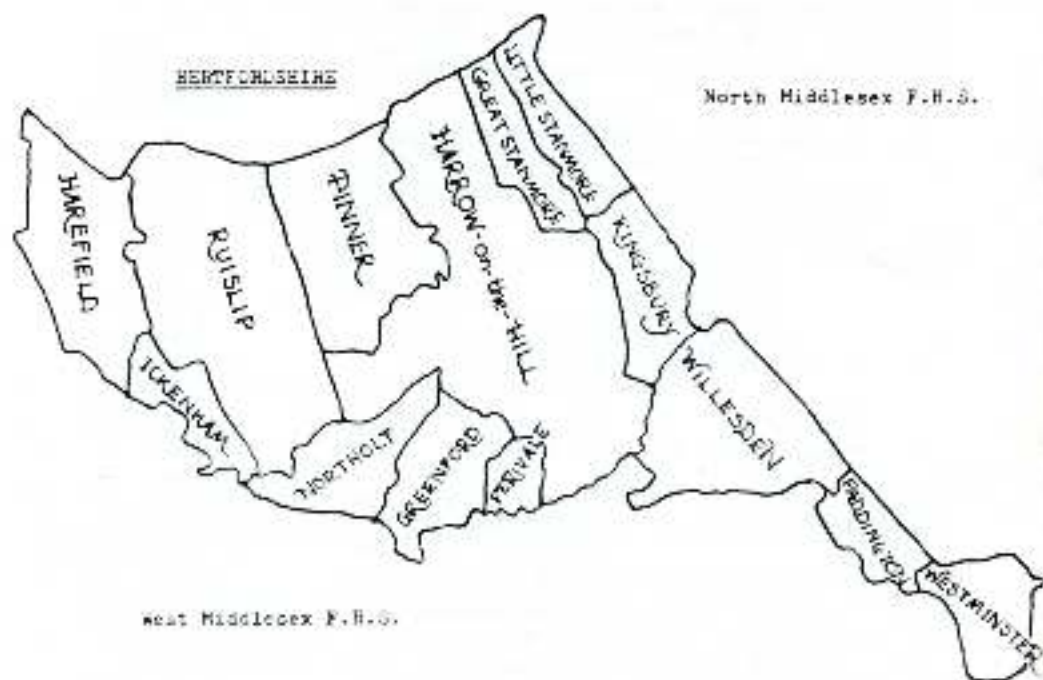 HERTFORDSHIRE
North Middlesex F.H.S.
LITTLE STANMORE
GREAT STANMORE
HARROW-on-the-HILL
PINNER
HAREFIELD
RUISLIP
KINGSBURY
ICKENHAM
WILLESDEN
NORTHOLT
GREENFORD
PERIVALE
PADDINGTON
WESTMINSTER
West Middlesex F.H.S.